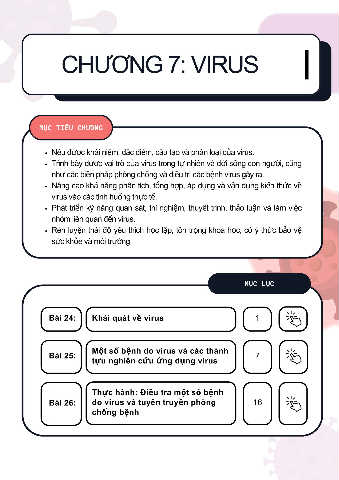 CHƯƠNG 7: VIRUS
MỤC TIÊU CHƯƠNG
• Nêu được khái niệm, đặc điểm, cấu tạo và phân loại của virus.
• Trình bày được vai trò của virus trong tự nhiên và đời sống con người, cũng
như các biện pháp phòng chống và điều trị các bệnh virus gây ra.
• Nâng cao khả năng phân tích, tổng hợp, áp dụng và vận dụng kiến thức về
virus vào các tình huống thực tế.
• Phát triển kỹ năng quan sát, thí nghiệm, thuyết trình, thảo luận và làm việc
nhóm liên quan đến virus.
• Rèn luyện thái độ yêu thích học tập, tôn trọng khoa học, có ý thức bảo vệ
sức khỏe và môi trường.
MỤC LỤC
Bài 24: Khái quát về virus 1
Bài 25: Một số bệnh do virus và các thành
tựu nghiên cứu ứng dụng virus 7
Bài 26: Thực hành: Điều tra một số bệnh
do virus và tuyên truyền phòng
chống bệnh 16